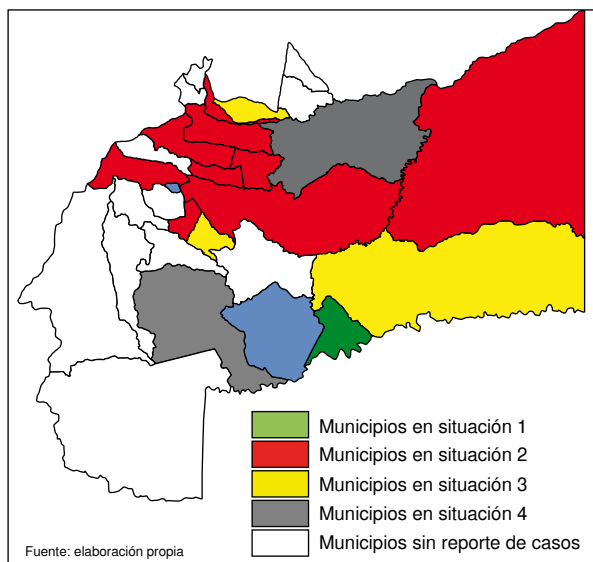 Municipios en situación 1
Municipios en situación 2
Municipios en situación 3
Municipios en situación 4
Municipios sin reporte de casos
Fuente: elaboración propia